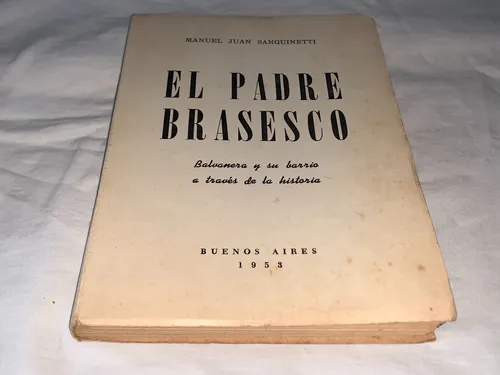 MANUEL JUAN SANGUINETTI
EL PADRE
BRASESCO
Balvanera y su barrio
a través de la historia
BUENOS AIRES
1953